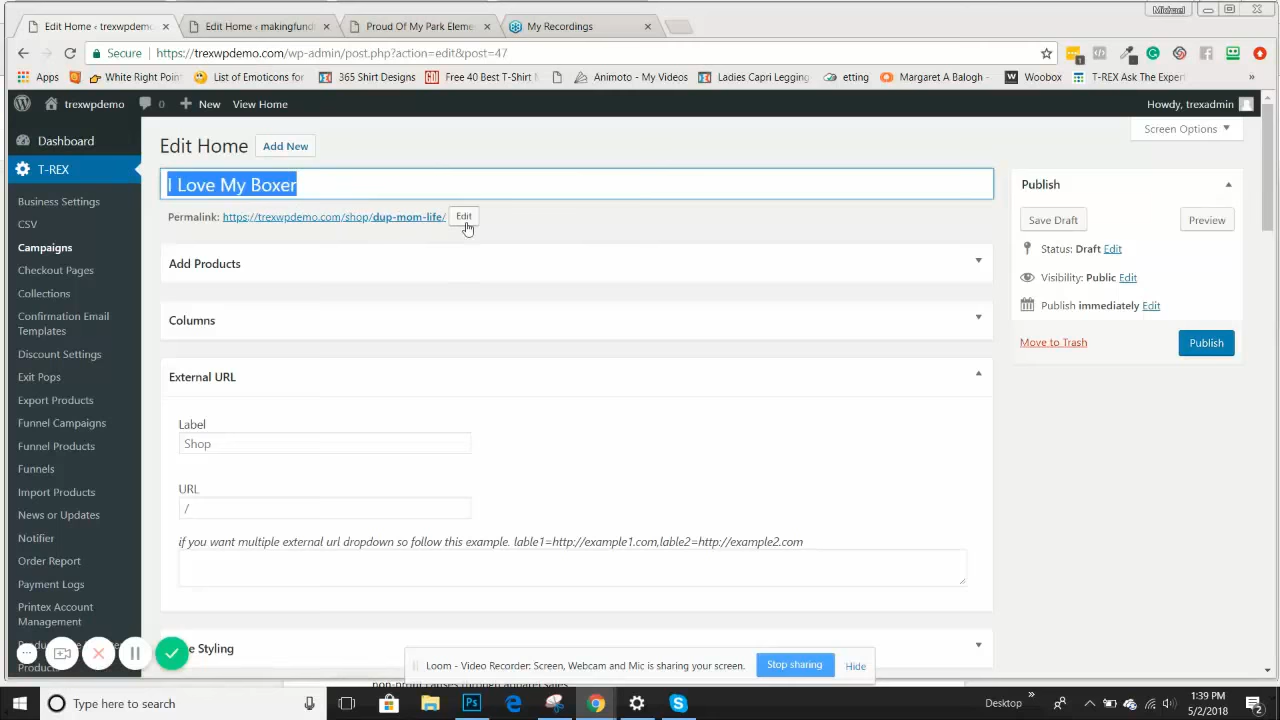 Michael
Edit Home ‹ trexwpdemo
Edit Home ‹ makingfund
Proud Of My Park Eleme
My Recordings
Secure
https://trexwpdemo.com/wp-admin/post.php?action=edit&post=47
Apps
White Right Poin
List of Emoticons for
365 Shirt Designs
Free 40 Best T-Shirt
Animoto - My Videos
Ladies Capri Legging
etting
Margaret A Balogh -
Woobox
T-REX Ask The Expert
»
trexwpdemo
0
New
View Home
Howdy, trexadmin
Screen Options
Dashboard
T-REX
Business Settings
CSV
Campaigns
Checkout Pages
Collections
Confirmation Email
Templates
Discount Settings
Exit Pops
Export Products
Funnel Campaigns
Funnel Products
Funnels
Import Products
News or Updates
Notifier
Order Report
Payment Logs
Printex Account
Management
Produ
Produc
Edit Home
Add New
I Love My Boxer
Permalink: https://trexwpdemo.com/shop/dup-mom-life/
Edit
Add Products
Columns
External URL
Label
Shop
URL
/
if you want multiple external url dropdown so follow this example. lable1=http://example1.com,lable2=http://example2.com
e Styling
Publish
Save Draft
Preview
Status: Draft Edit
Visibility: Public Edit
Publish immediately Edit
Move to Trash
Publish
Loom - Video Recorder: Screen, Webcam and Mic is sharing your screen.
Stop sharing
Hide
Type here to search
Ps
Desktop
»
1:39 PM
5/2/2018
2